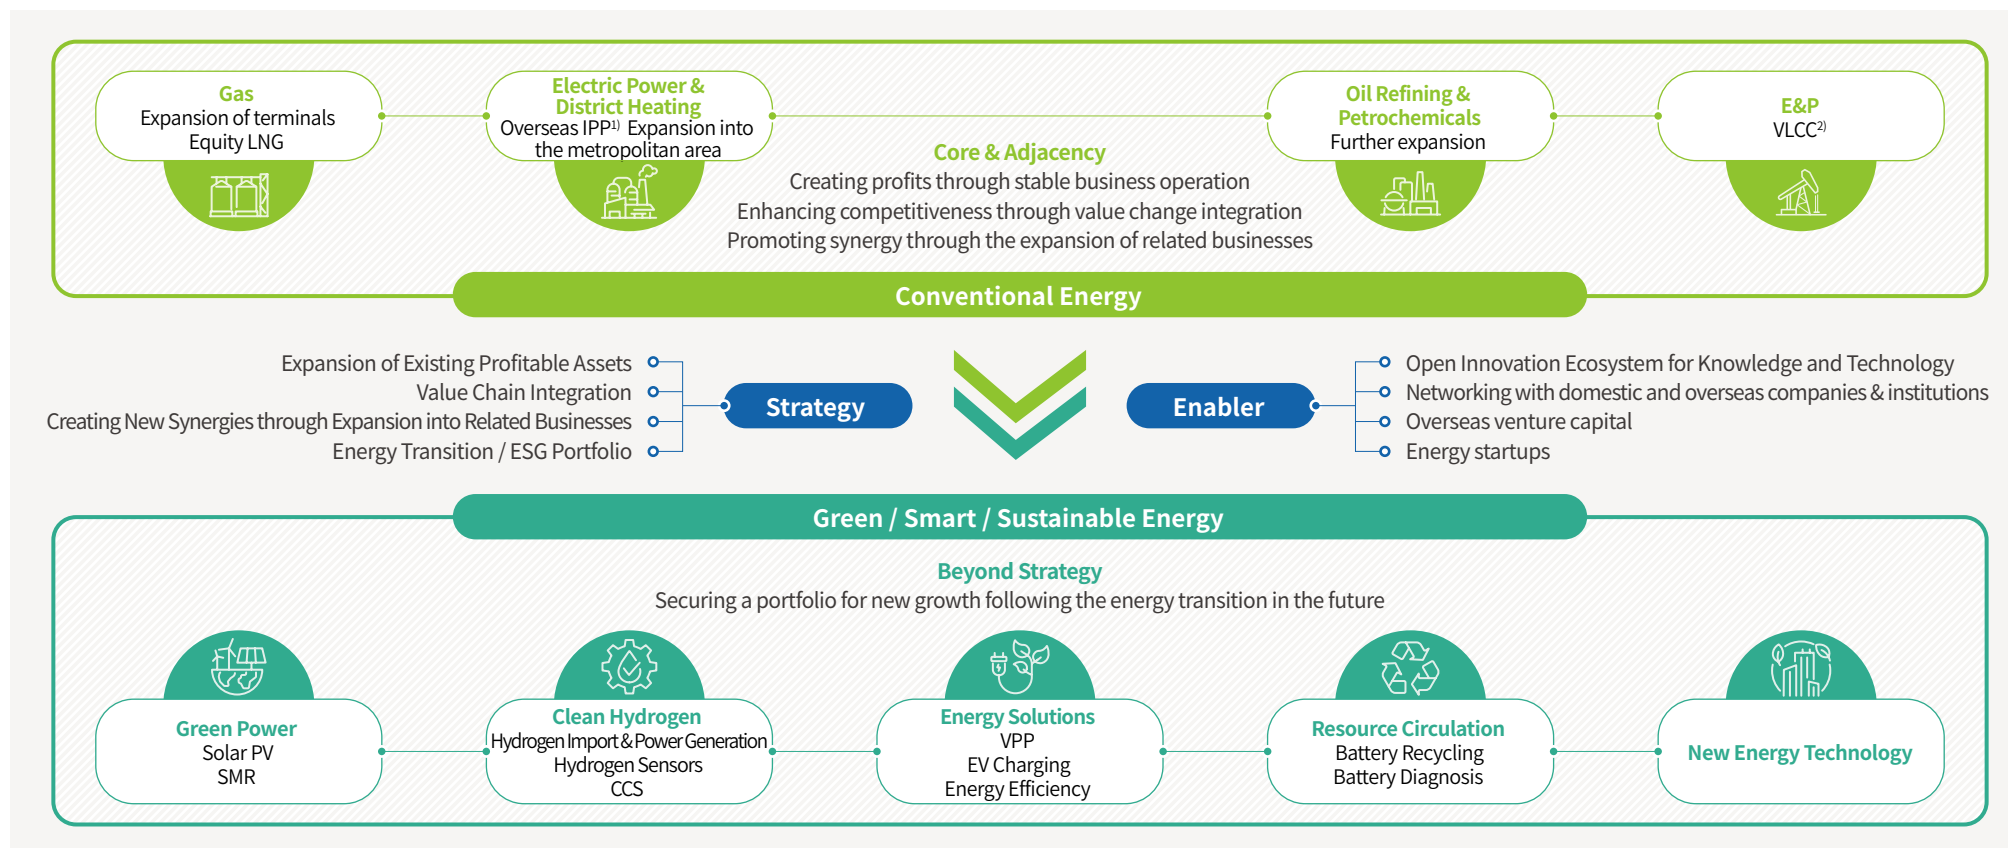 Gas
Expansion of terminals
Equity LNG
Electric Power &
District Heating
Overseas IPP1) Expansion into
the metropolitan area
Oil Refining &
Petrochemicals
Further expansion
E&P
VLCC2)
Core & Adjacency
Creating profits through stable business operation
Enhancing competitiveness through value change integration
Promoting synergy through the expansion of related businesses
Conventional Energy
Expansion of Existing Profitable Assets
Value Chain Integration
Creating New Synergies through Expansion into Related Businesses
Energy Transition / ESG Portfolio
Strategy
Enabler
Open Innovation Ecosystem for Knowledge and Technology
Networking with domestic and overseas companies & institutions
Overseas venture capital
Energy startups
Green / Smart / Sustainable Energy
Beyond Strategy
Securing a portfolio for new growth following the energy transition in the future
Green Power
Solar PV
SMR
Clean Hydrogen
Hydrogen Import & Power Generation
Hydrogen Sensors
CCS
Energy Solutions
VPP
EV Charging
Energy Efficiency
Resource Circulation
Battery Recycling
Battery Diagnosis
New Energy Technology